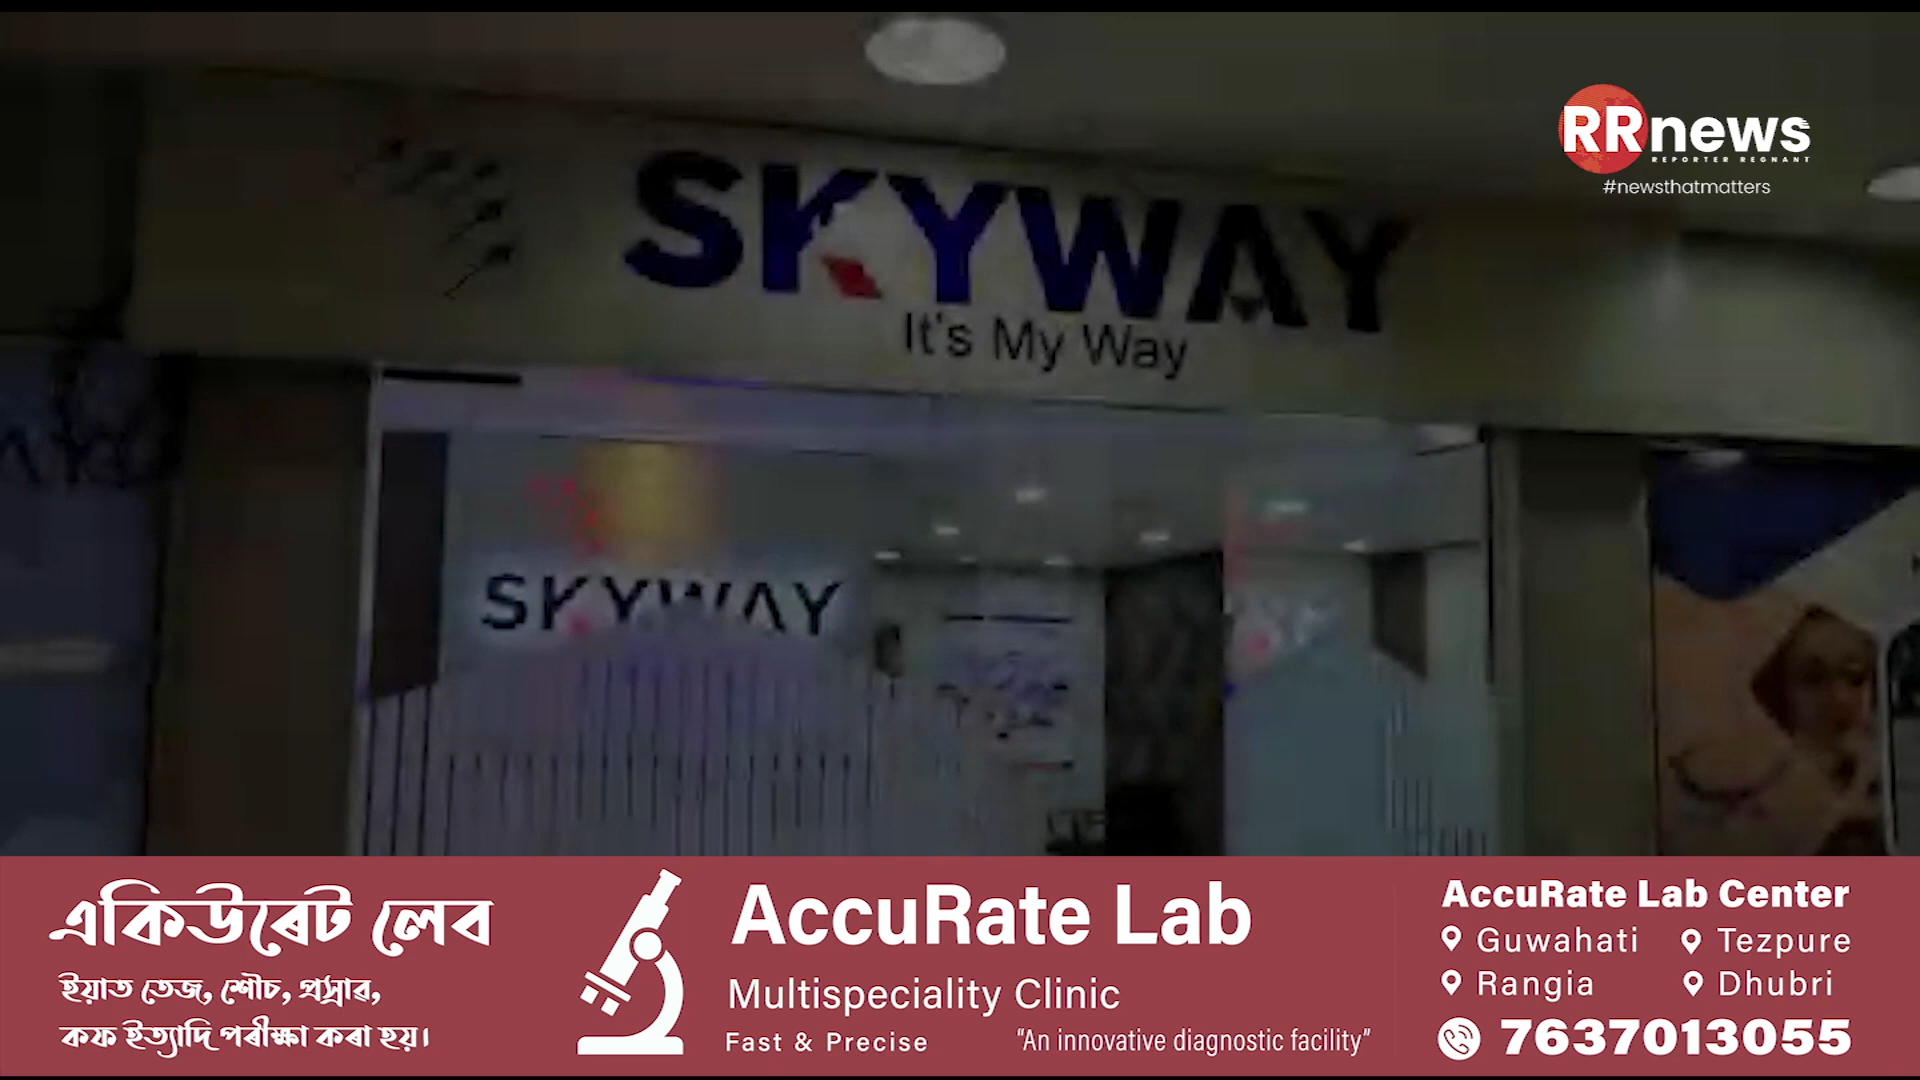 RRnews
REPORTER REGNANT
#newsthatmatters
SKYWAY
It's My Way
SKYWAY
একিউৰেট লেব
ইয়াত তেজ, শৌচ, প্ৰস্ৰাৱ,
কফ ইত্যাদি পৰীক্ষা কৰা হয়।
AccuRate Lab
Multispeciality Clinic
Fast & Precise
"An innovative diagnostic facility"
AccuRate Lab Center
Guwahati
Tezpure
Rangia
Dhubri
7637013055